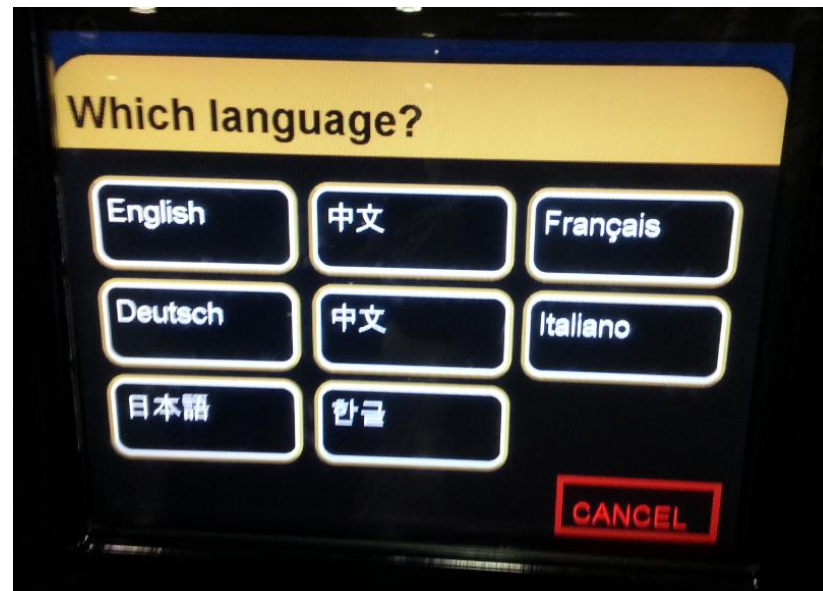 Which language?
English
中文
Français
Deutsch
中文
Italiano
日本語
한글
CANCEL